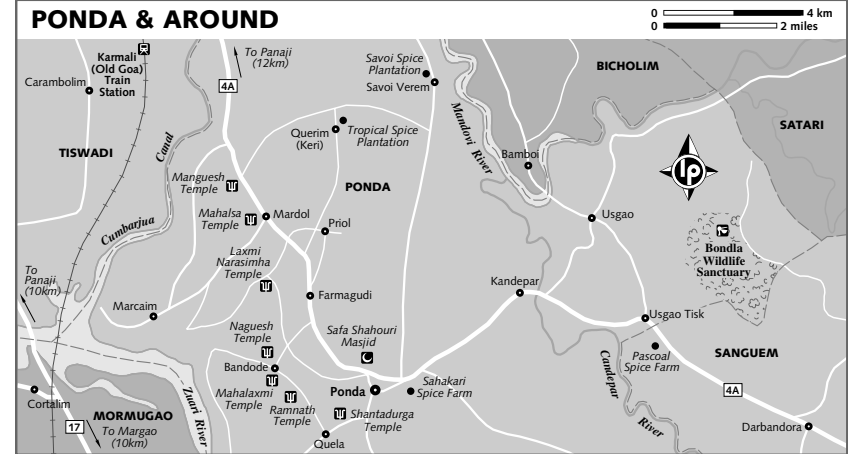 PONDA & AROUND
0 4 km
0 2 miles
To Panaji
(12km)
Karmali
(Old Goa)
Train
Station
Carambolim
4A
Savoi Spice
Plantation
Savoi Verem
BICHOLIM
SATARI
TISWADI
Canal
Cumbarjua
Querim
(Keri)
Tropical Spice
Plantation
Mandovi River
Bamboi
lp
Manguesh
Temple
PONDA
Mahalsa
Temple
Mardol
Priol
Usgao
Bondla
Wildlife
Sanctuary
Laxmi
Narasimha
Temple
To
Panaji
(10km)
Marcaim
Farmagudi
Kandepar
Usgao Tisk
Naguesh
Temple
Safa Shahouri
Masjid
Pascoal
Spice Farm
SANGUEM
Bandode
Mahalaxmi
Temple
Ramnath
Temple
Ponda
Shantadurga
Temple
Sahakari
Spice Farm
Candepar
River
4A
Cortalim
MORMUGAO
Zuari River
17
To Margao
(10km)
Quela
Darbandora